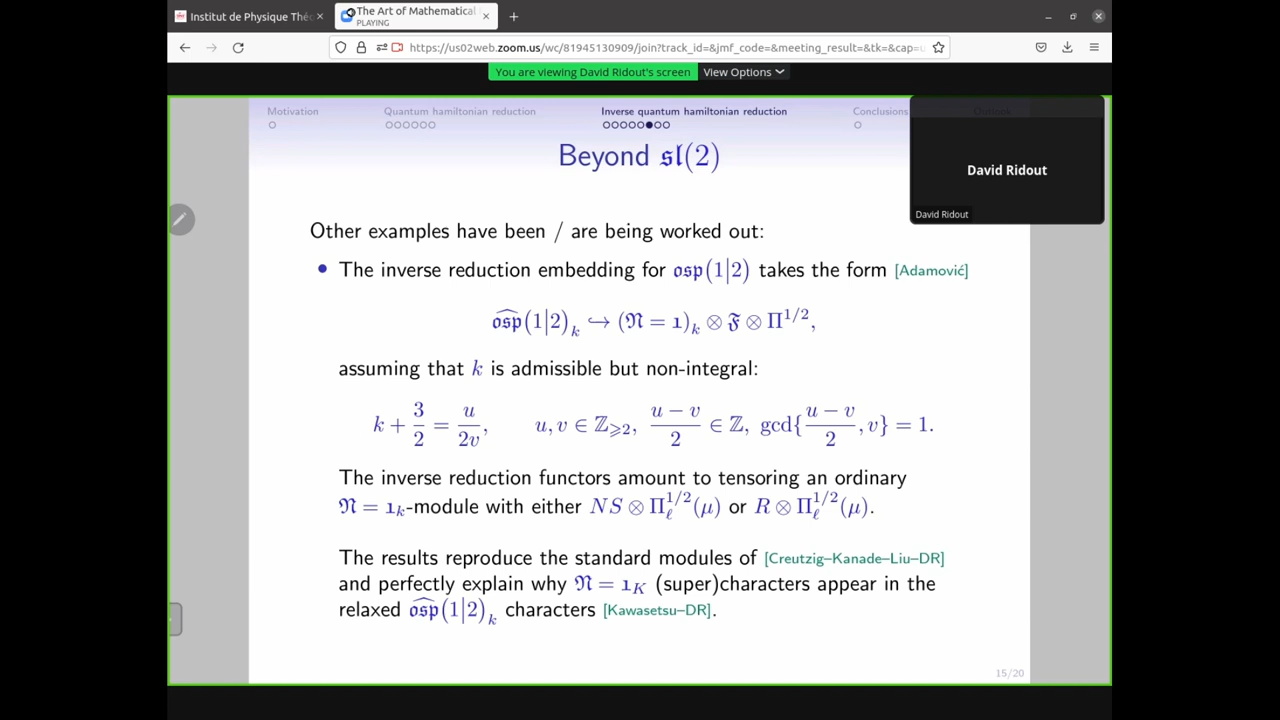 Institut de Physique Théo
The Art of Mathematical
PLAYING
https://us02web.zoom.us/wc/81945130909/join?track_id=&jmf_code=&meeting_result=&tk=&cap=u
You are viewing David Ridout's screen
View Options
Motivation
Quantum hamiltonian reduction
Inverse quantum hamiltonian reduction
Conclusions
Beyond 𝔰𝔩(2)
David Ridout
David Ridout
Other examples have been / are being worked out:
• The inverse reduction embedding for 𝔬𝔰𝔭(1|2) takes the form [Adamović]
\widehat{𝔬𝔰𝔭}(1|2)_k ↪ (𝔑 = 𝟏)_k ⊗ 𝔉 ⊗ Π^{1/2},
assuming that k is admissible but non-integral:
k + 3/2 = u/2v, u, v ∈ ℤ_{⩾2}, (u − v)/2 ∈ ℤ, gcd{(u − v)/2, v} = 1.
The inverse reduction functors amount to tensoring an ordinary
𝔑 = 𝟏_k-module with either NS ⊗ Π_ℓ^{1/2}(μ) or R ⊗ Π_ℓ^{1/2}(μ).
The results reproduce the standard modules of [Creutzig–Kanade–Liu–DR]
and perfectly explain why 𝔑 = 𝟏_K (super)characters appear in the
relaxed \widehat{𝔬𝔰𝔭}(1|2)_k characters [Kawasetsu–DR].
15/20